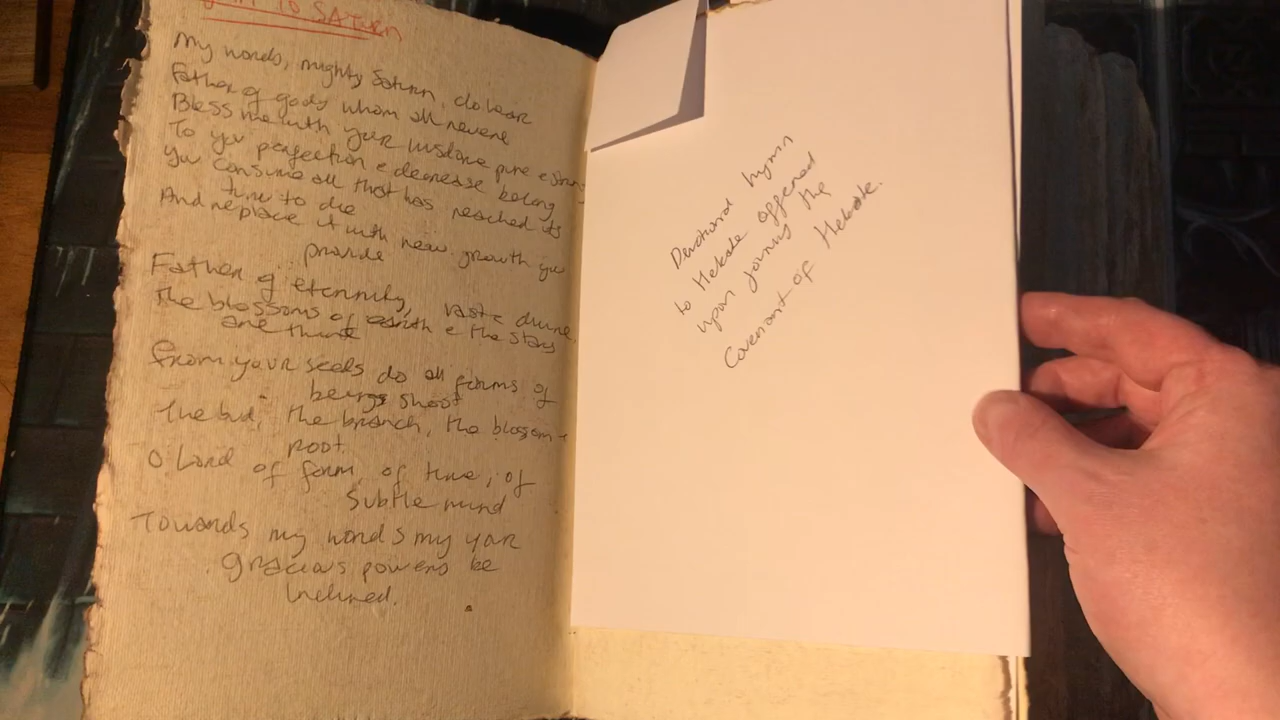 TO SATURN
My words, mighty Saturn, do hear
Father of gods whom all revere
Bless me with your wisdome pure &
To you perfection & decrease belong
You consume all that has reached its
time to die
And replace it with new growth you
provide
Father of eternity, vast & divine
The blossoms of earth & the stars
are thine
From your seeds do all forms of
beings shoot
The bud, the branch, the blossom &
root.
O Lord of form, of time, of
subtle mind
Towards my words my your
gracious powers be
Inclined.
Devotional hymn
to Hekate offered
upon joining the
Covenant of Hekate.